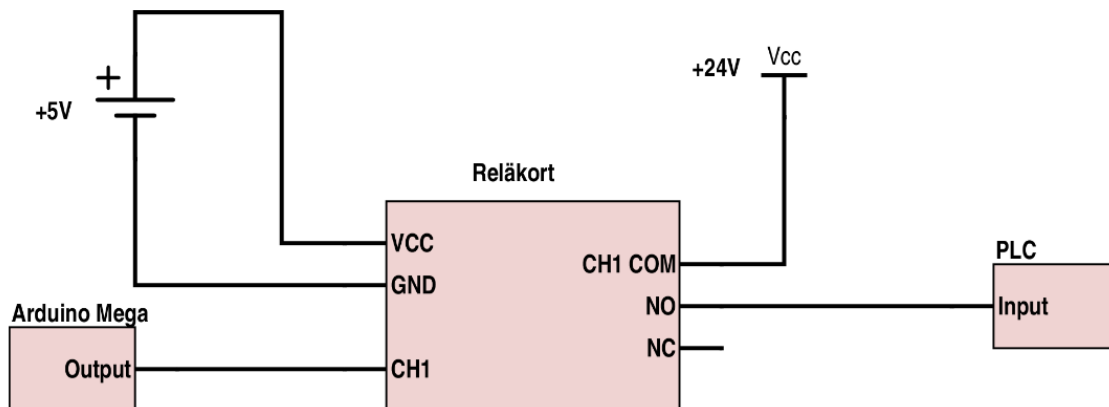 Vcc
+24V
+
+5V
Reläkort
VCC
CH1 COM
PLC
GND
NO
Input
Arduino Mega
NC
Output
CH1